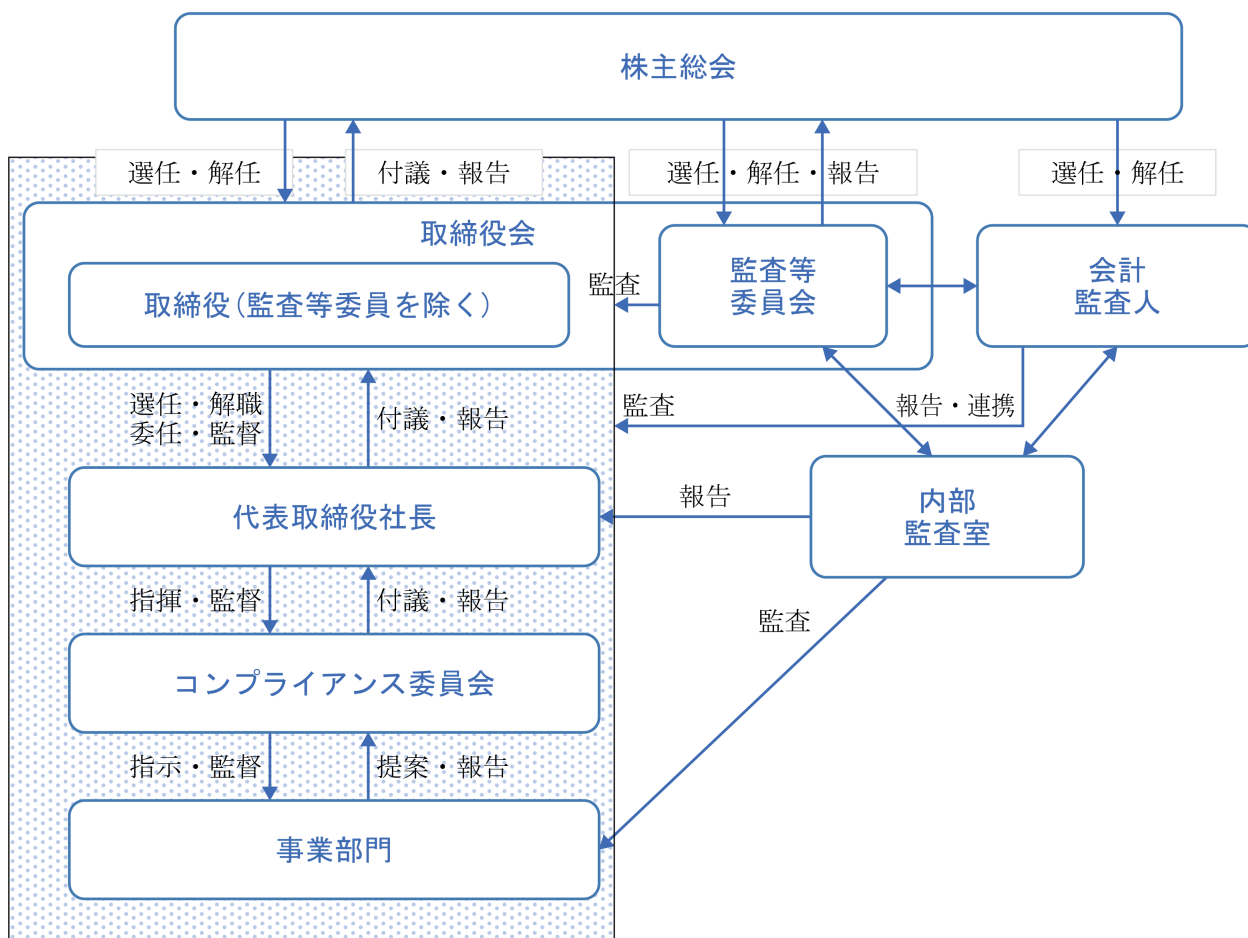 株主総会
選任・解任
付議・報告
選任・解任・報告
選任・解任
取締役会
取締役(監査等委員を除く)
監査
監査等
委員会
会計
監査人
選任・解職
委任・監督
付議・報告
監査
報告・連携
代表取締役社長
報告
内部
監査室
指揮・監督
付議・報告
監査
コンプライアンス委員会
指示・監督
提案・報告
事業部門